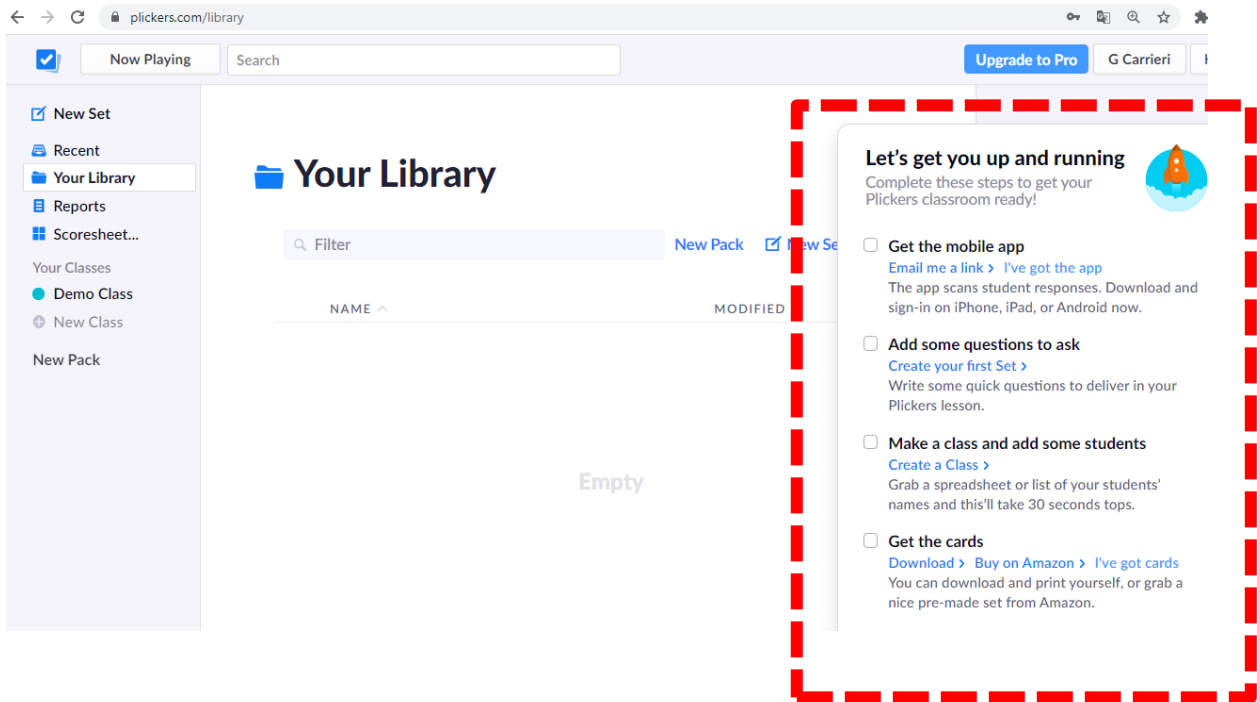 plickers.com/library
Now Playing
Search
Upgrade to Pro
G Carrieri
New Set
Recent
Your Library
Reports
Scoresheet...
Your Classes
Demo Class
New Class
New Pack
Your Library
Filter
New Pack
NAME
MODIFIED
Empty
Let's get you up and running
Complete these steps to get your
Plickers classroom ready!
Get the mobile app
Email me a link > I've got the app
The app scans student responses. Download and
sign-in on iPhone, iPad, or Android now.
Add some questions to ask
Create your first Set >
Write some quick questions to deliver in your
Plickers lesson.
Make a class and add some students
Create a Class >
Grab a spreadsheet or list of your students'
names and this'll take 30 seconds tops.
Get the cards
Download > Buy on Amazon > I've got cards
You can download and print yourself, or grab a
nice pre-made set from Amazon.